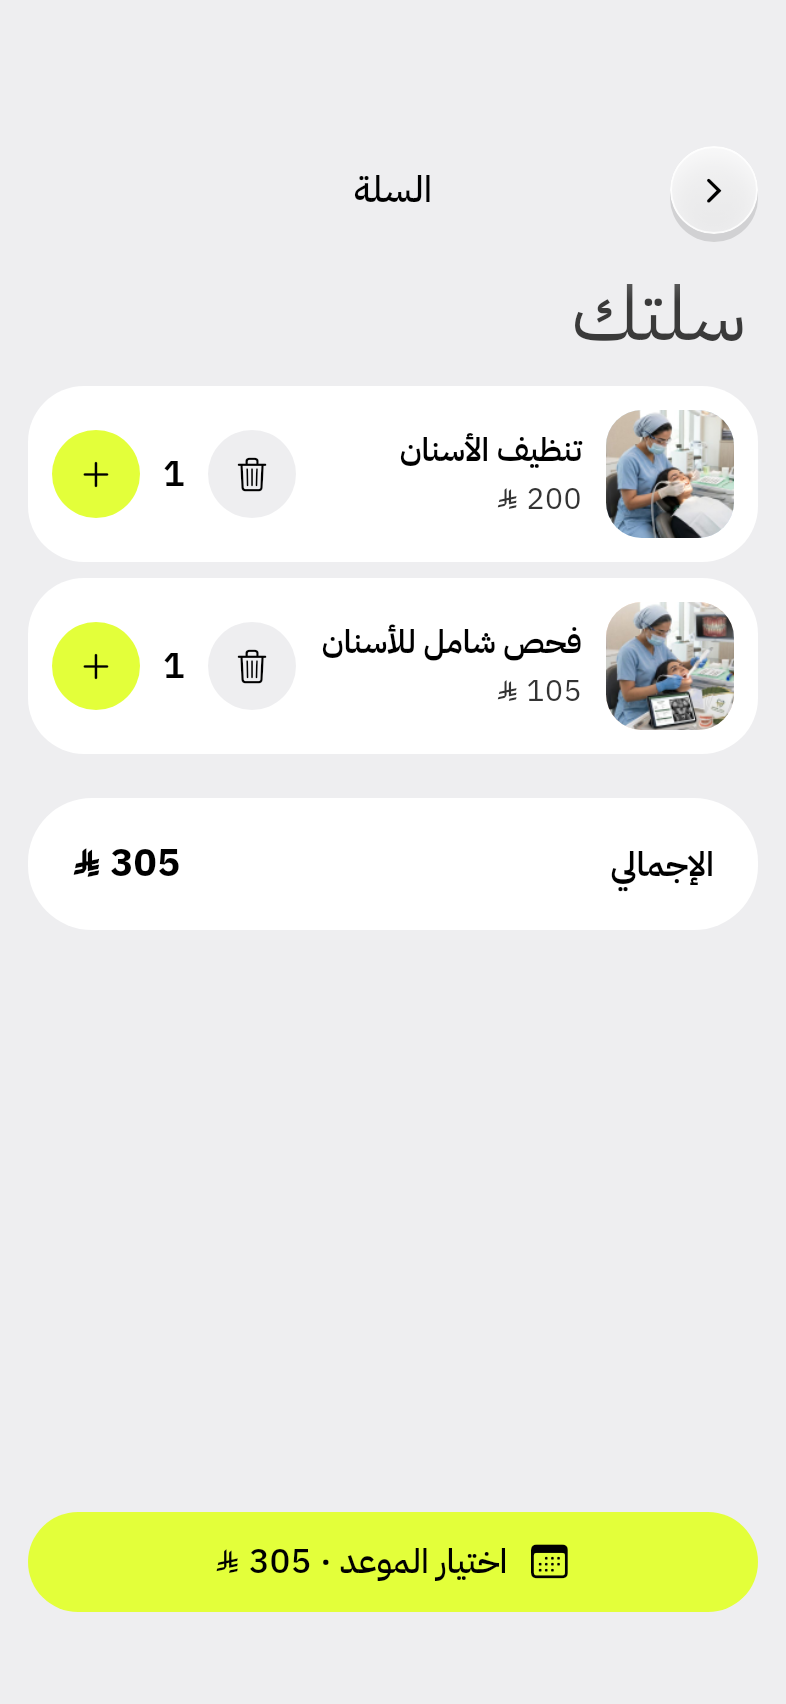 السلة
سلتك
تنظيف الأسنان
200 ⃁
1
فحص شامل للأسنان
105 ⃁
1
الإجمالي
305 ⃁
اختيار الموعد · 305 ⃁